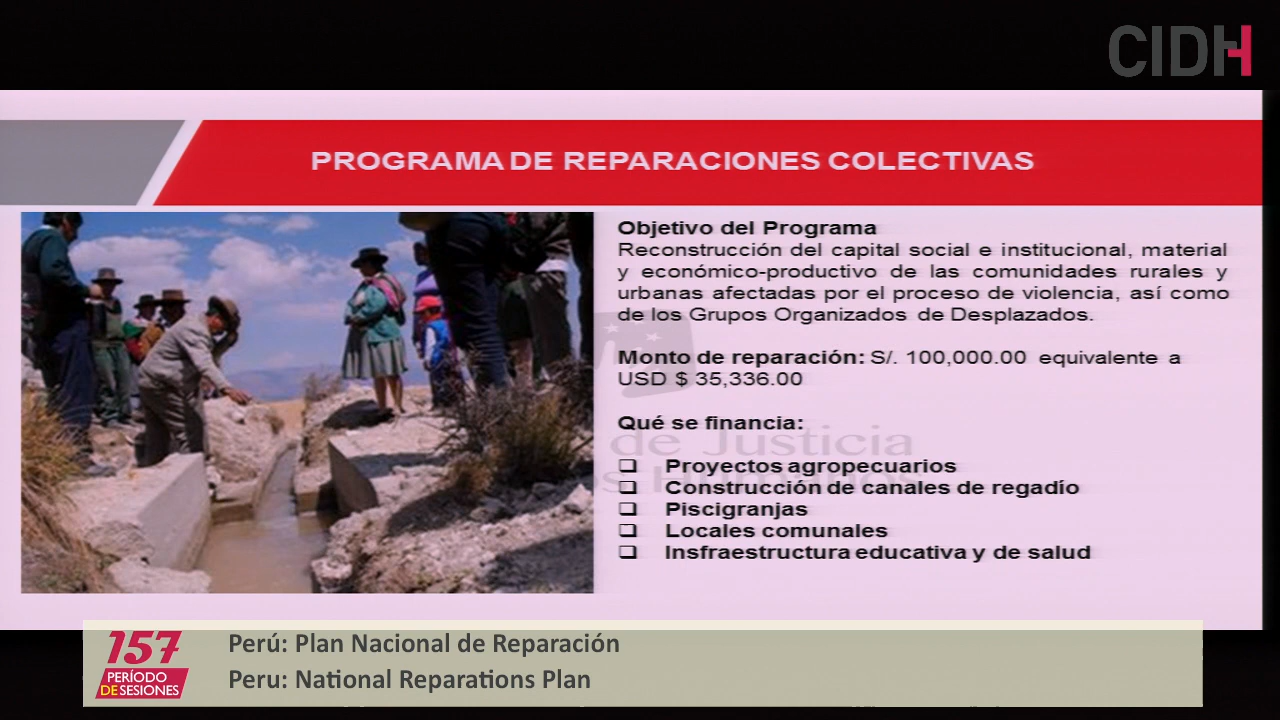 CIDH
PROGRAMA DE REPARACIONES COLECTIVAS
Objetivo del Programa
Reconstrucción del capital social e institucional, material
y económico-productivo de las comunidades rurales y
urbanas afectadas por el proceso de violencia, así como
de los Grupos Organizados de Desplazados.
Monto de reparación: S/. 100,000.00 equivalente a
USD $ 35,336.00
Qué se financia:
de Justicia
❑ Proyectos agropecuarios
❑ Construcción de canales de regadío
❑ Piscigranjas
❑ Locales comunales
❑ Insfraestructura educativa y de salud
157
PERÍODO
DE SESIONES
Perú: Plan Nacional de Reparación
Peru: National Reparations Plan